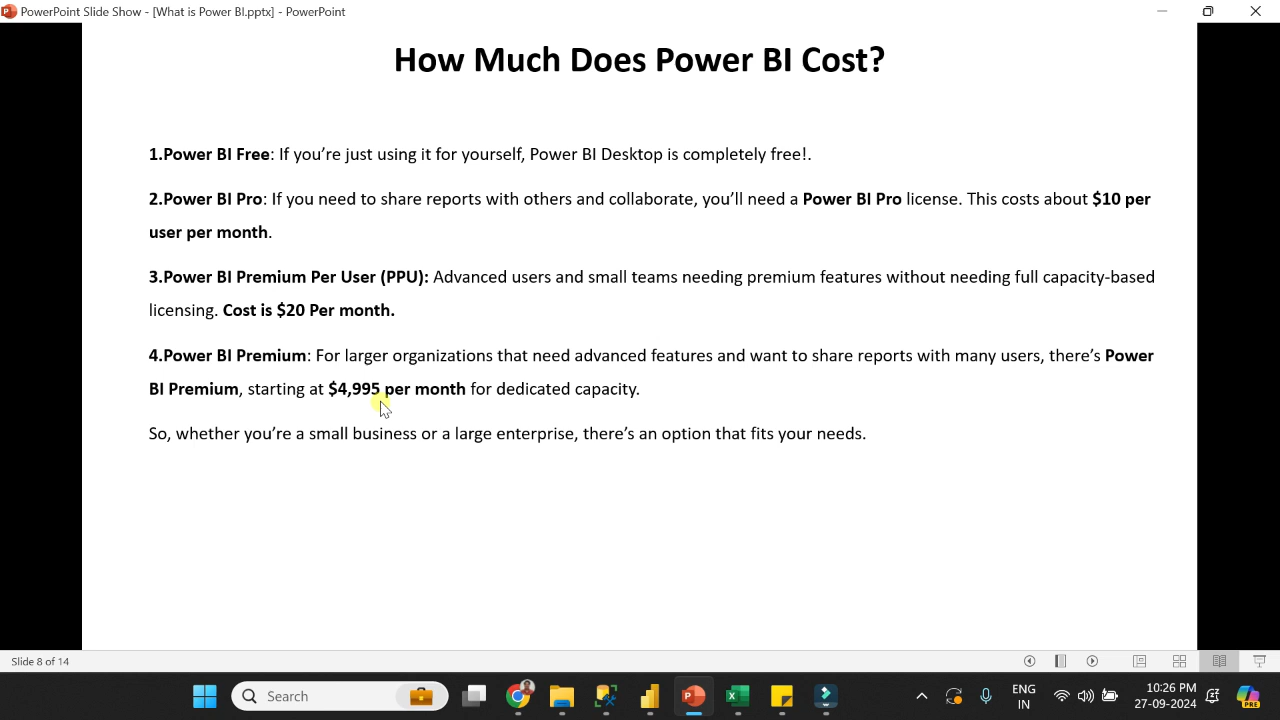 PowerPoint Slide Show - [What is Power BI.pptx] - PowerPoint
How Much Does Power BI Cost?
1.Power BI Free: If you’re just using it for yourself, Power BI Desktop is completely free!.
2.Power BI Pro: If you need to share reports with others and collaborate, you’ll need a Power BI Pro license. This costs about $10 per
user per month.
3.Power BI Premium Per User (PPU): Advanced users and small teams needing premium features without needing full capacity-based
licensing. Cost is $20 Per month.
4.Power BI Premium: For larger organizations that need advanced features and want to share reports with many users, there’s Power
BI Premium, starting at $4,995 per month for dedicated capacity.
So, whether you’re a small business or a large enterprise, there’s an option that fits your needs.
Slide 8 of 14
Search
ENG
IN
10:26 PM
27-09-2024
PRE